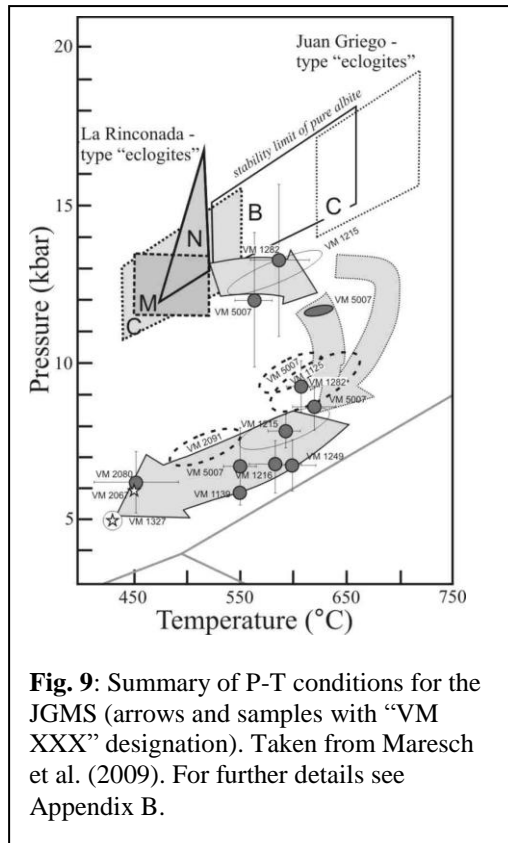 20
Juan Griego -
type "eclogites"
La Rinconada -
type "eclogites"
stability limit of pure albite
15
B
N
C
VM 1282
VM 1215
M
C
VM 5007
VM 5007
10
VM 5007
VM 1125
VM 1282*
VM 5007
VM 1215
VM 2091
VM 2080
VM 5007
VM 1249
VM 1216
VM 2067
VM 1139
VM 1327
5
Pressure (kbar)
450 550 650 750
Temperature (°C)
Fig. 9: Summary of P-T conditions for the
JGMS (arrows and samples with "VM
XXX" designation). Taken from Maresch
et al. (2009). For further details see
Appendix B.